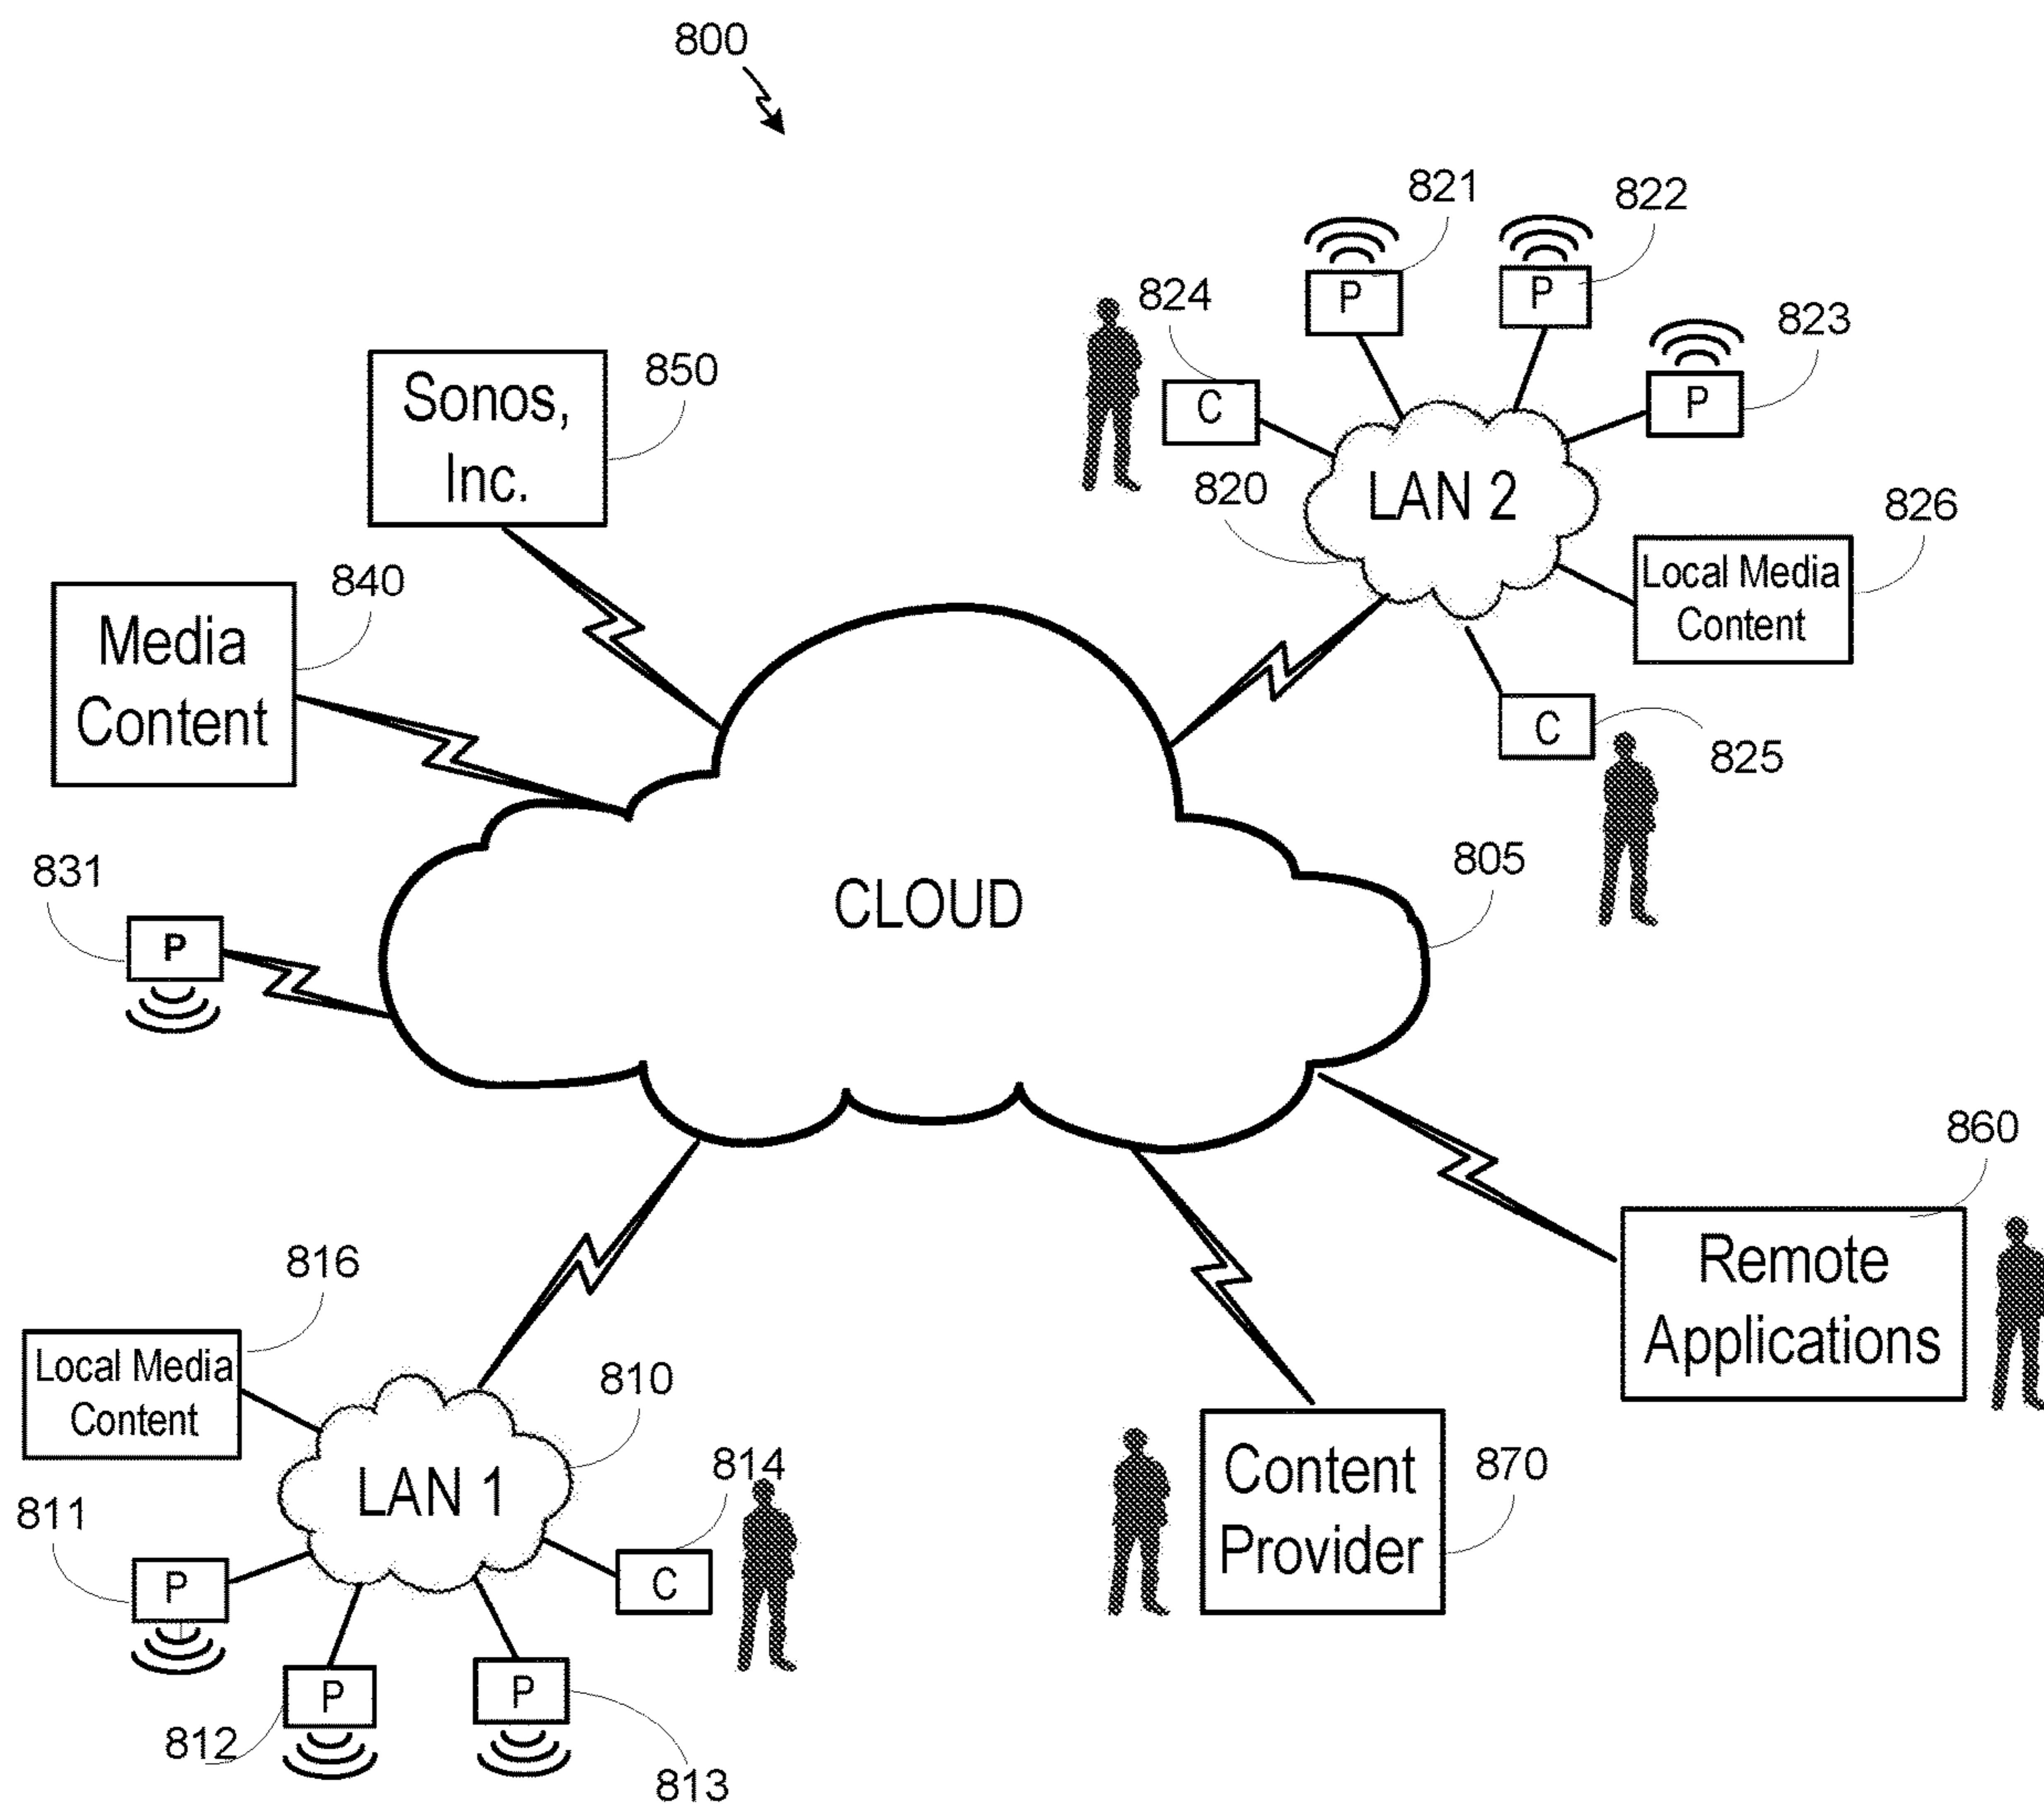 800
821
822
824
P
P
823
850
Sonos,
Inc.
C
P
820
LAN 2
826
840
Local Media
Content
Media
Content
C
825
831
805
CLOUD
P
860
816
Remote
Applications
Local Media
Content
810
814
Content
Provider
870
LAN 1
811
P
C
P
P
812
813